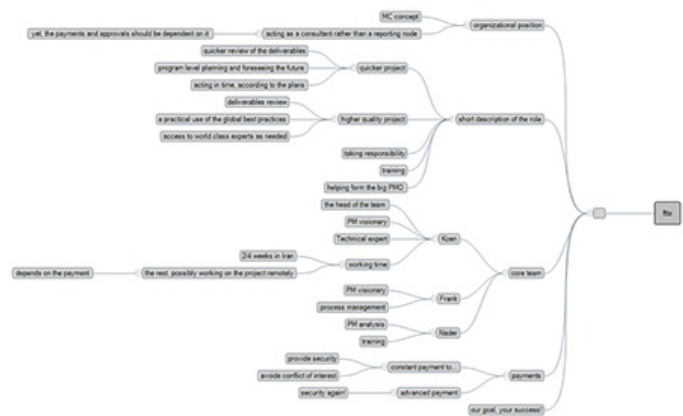 MC concept
organizational position
yet, the payments and approvals should be dependent on it
acting as a consultant rather than a reporting node
quicker review of the deliverables
program level planning and foreseeing the future
quicker project
acting in time, according to the plans
deliverables review
a practical use of the global best practices
higher quality project
short description of the role
access to world class experts as needed
taking responsibility
training
helping form the big PMO
the head of the team
PM visionary
Koen
Technical expert
2/4 weeks in Iran
working time
depends on the payment
the rest, possibly working on the project remotely
core team
PM visionary
Frank
process management
PM analysis
Nader
training
provide security
constant payment to...
avoide conflict of interest
payments
security again!
advanced payment
our goal, your success!